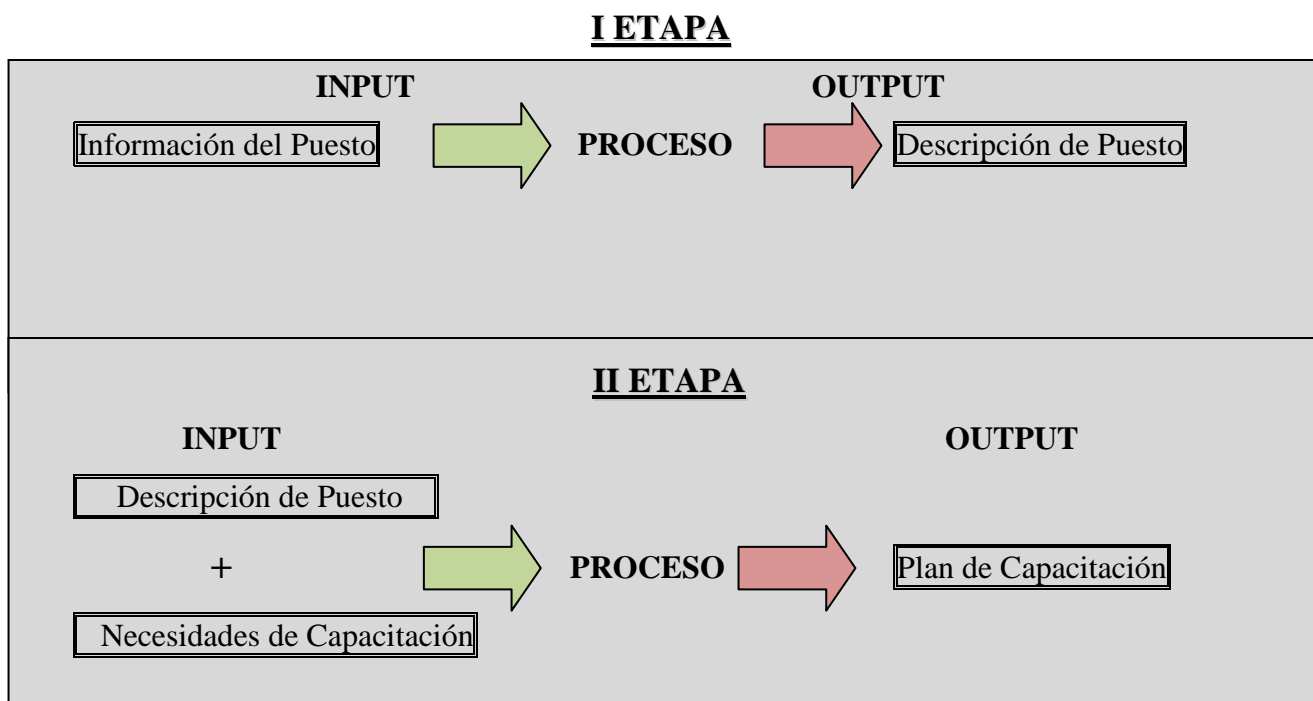 I ETAPA
INPUT OUTPUT
Información del Puesto PROCESO Descripción de Puesto
II ETAPA
INPUT OUTPUT
Descripción de Puesto
+ PROCESO Plan de Capacitación
Necesidades de Capacitación